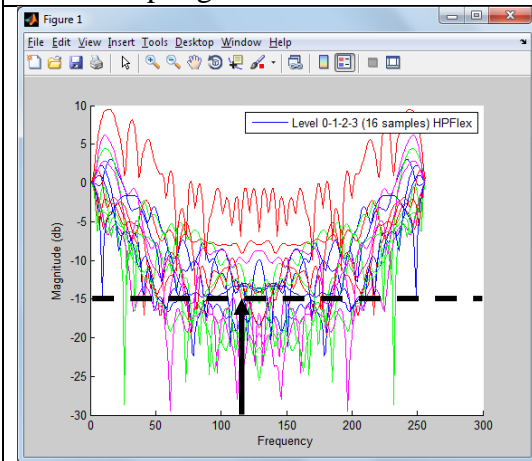 Figure 1
File Edit View Insert Tools Desktop Window Help
10
5
0
-5
-10
-15
-20
-25
-30
Magnitude (db)
Level 0-1-2-3 (16 samples) HPFlex
0 50 100 150 200 250 300
Frequency